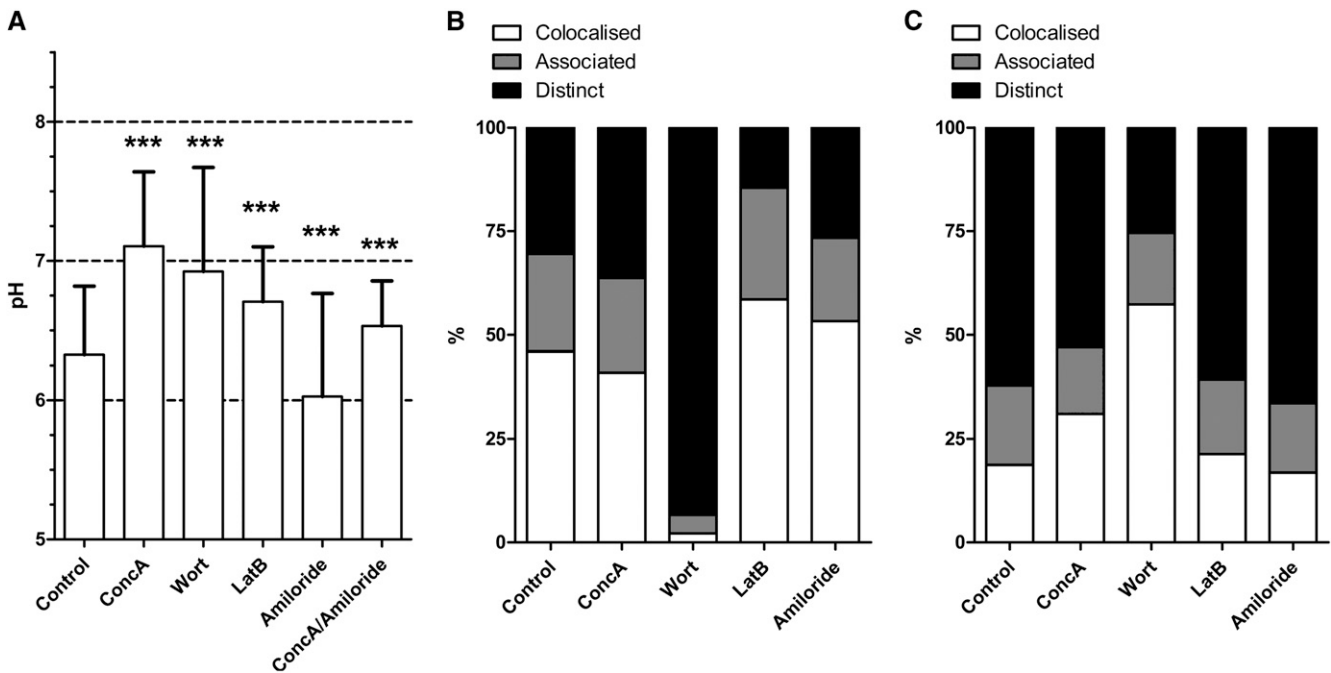 A
8
7
6
5
pH
*** *** *** *** ***
Control ConcA Wort LatB Amiloride ConcA/Amiloride
B
Colocalised
Associated
Distinct
100
75
50
25
0
%
Control ConcA Wort LatB Amiloride
C
Colocalised
Associated
Distinct
100
75
50
25
0
%
Control ConcA Wort LatB Amiloride